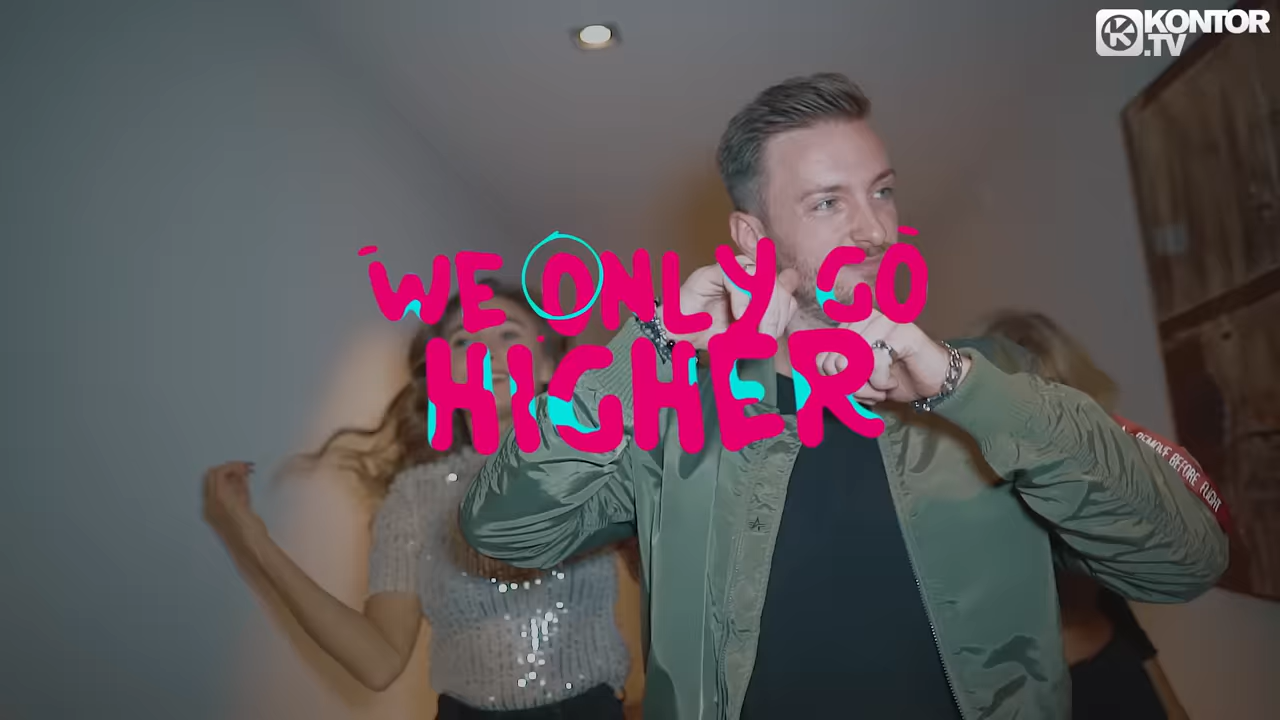 KONTOR
.TV
WE ONLY GO
HIGHER
REMOVE BEFORE FLIGHT